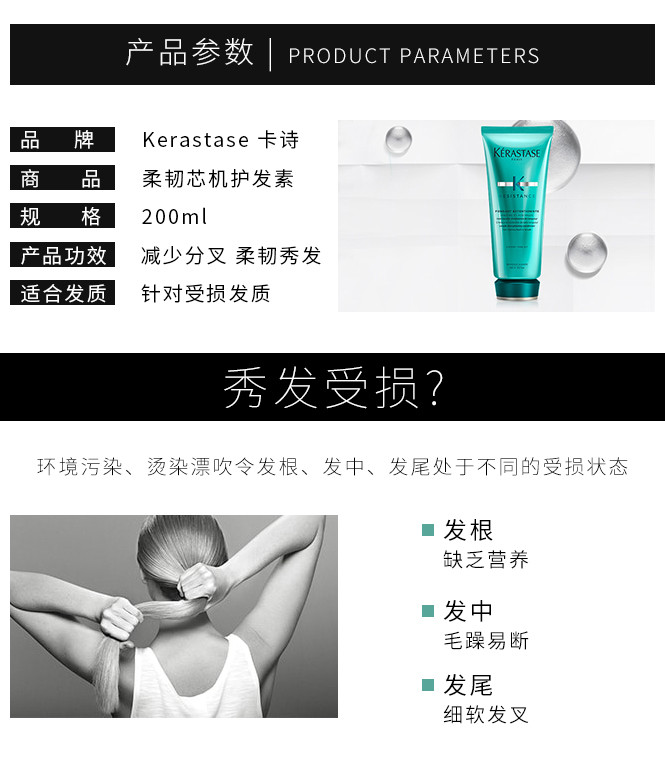 产品参数 | PRODUCT PARAMETERS
品 牌 Kerastase 卡诗
商 品 柔韧芯机护发素
规 格 200ml
产品功效 减少分叉 柔韧秀发
适合发质 针对受损发质
KÉRASTASE
PARIS
K
RESISTANCE
秀发受损?
环境污染、烫染漂吹令发根、发中、发尾处于不同的受损状态
发根
缺乏营养
发中
毛躁易断
发尾
细软发叉